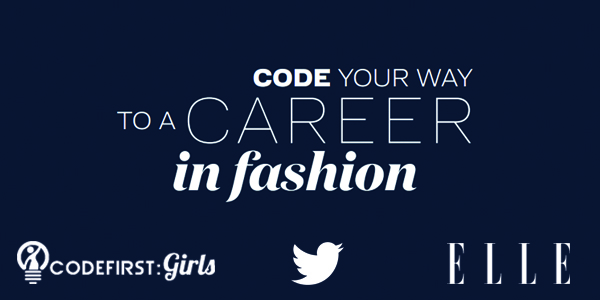 CODE YOUR WAY
TO A CAREER
in fashion
CODEFIRST:Girls
ELLE